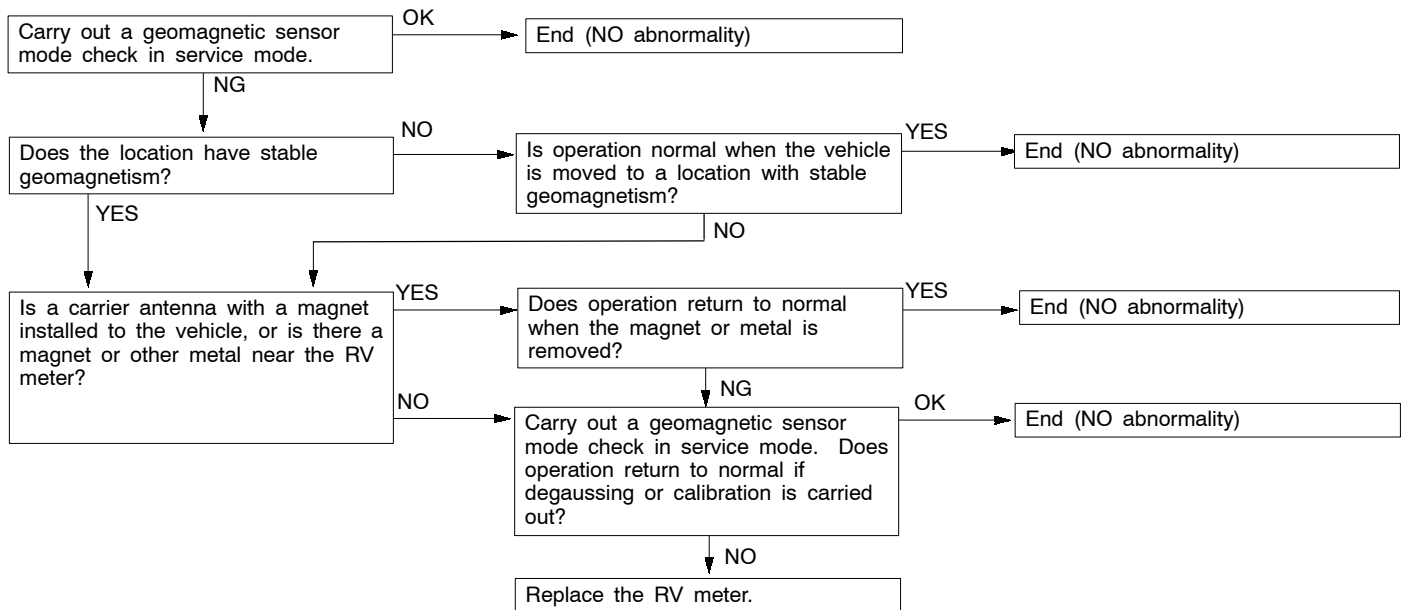 Carry out a geomagnetic sensor
mode check in service mode.
OK
End (NO abnormality)
NG
Does the location have stable
geomagnetism?
NO
Is operation normal when the vehicle
is moved to a location with stable
geomagnetism?
YES
End (NO abnormality)
YES
NO
Is a carrier antenna with a magnet
installed to the vehicle, or is there a
magnet or other metal near the RV
meter?
YES
Does operation return to normal
when the magnet or metal is
removed?
YES
End (NO abnormality)
NG
NO
Carry out a geomagnetic sensor
mode check in service mode. Does
operation return to normal if
degaussing or calibration is carried
out?
OK
End (NO abnormality)
NO
Replace the RV meter.